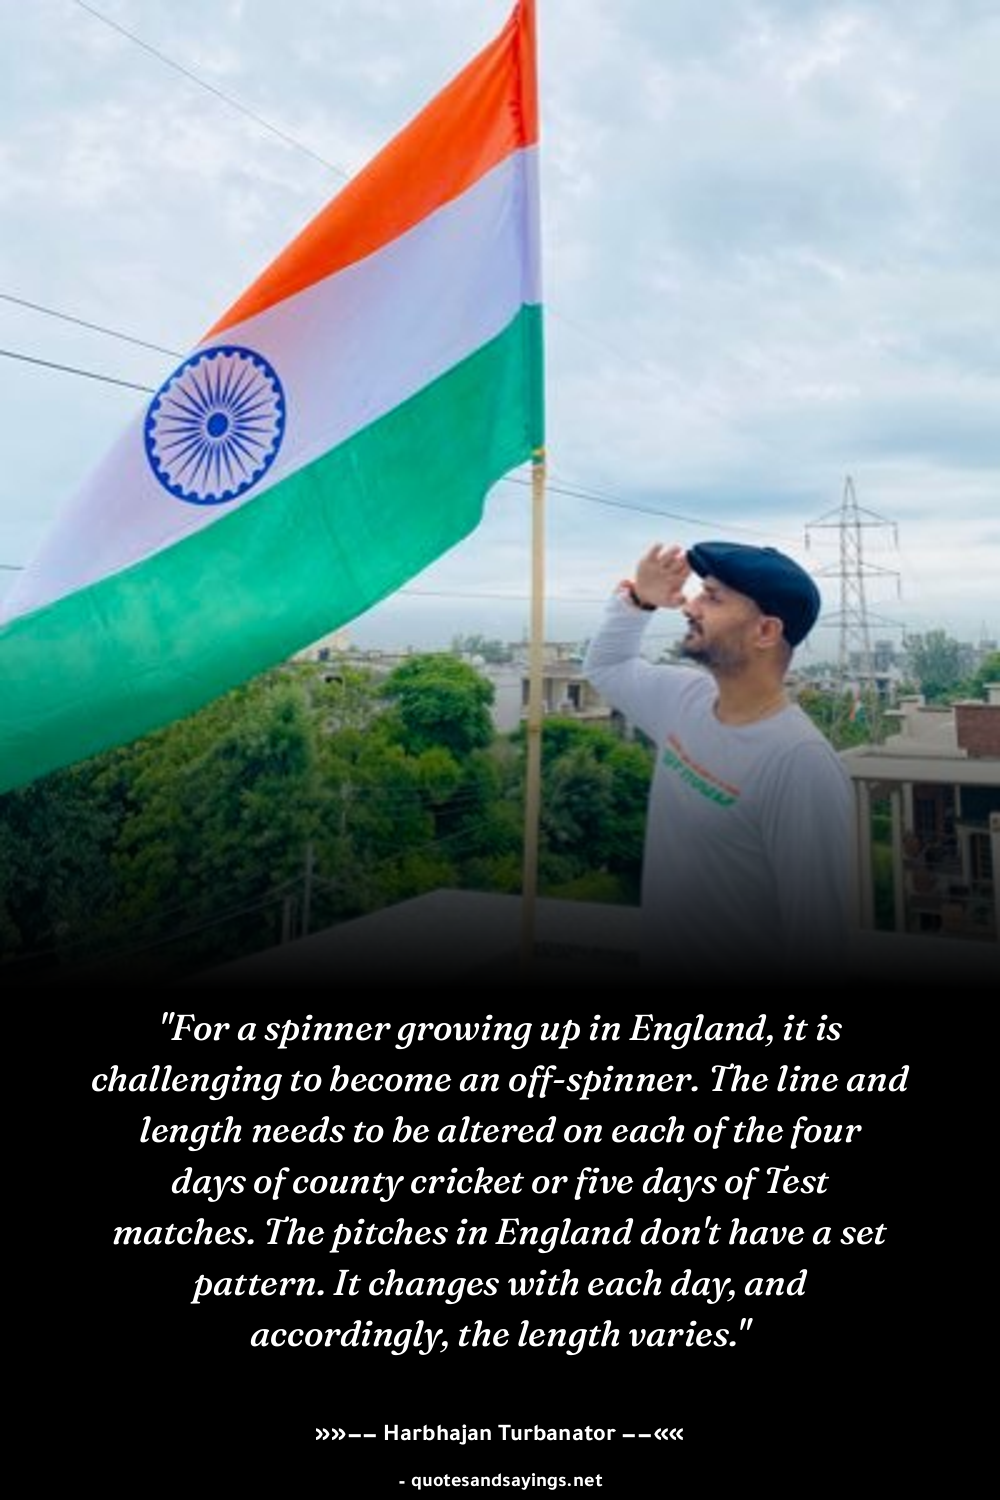 "For a spinner growing up in England, it is
challenging to become an off-spinner. The line and
length needs to be altered on each of the four
days of county cricket or five days of Test
matches. The pitches in England don't have a set
pattern. It changes with each day, and
accordingly, the length varies."
»»−− Harbhajan Turbanator −−««
- quotesandsayings.net